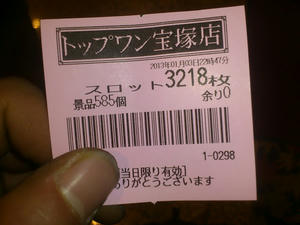 トップワン宝塚店
2013年01月03日22時47分
スロット3218枚
景品585個 余り0
1-0298
当日限り有効]
ありがとうございます